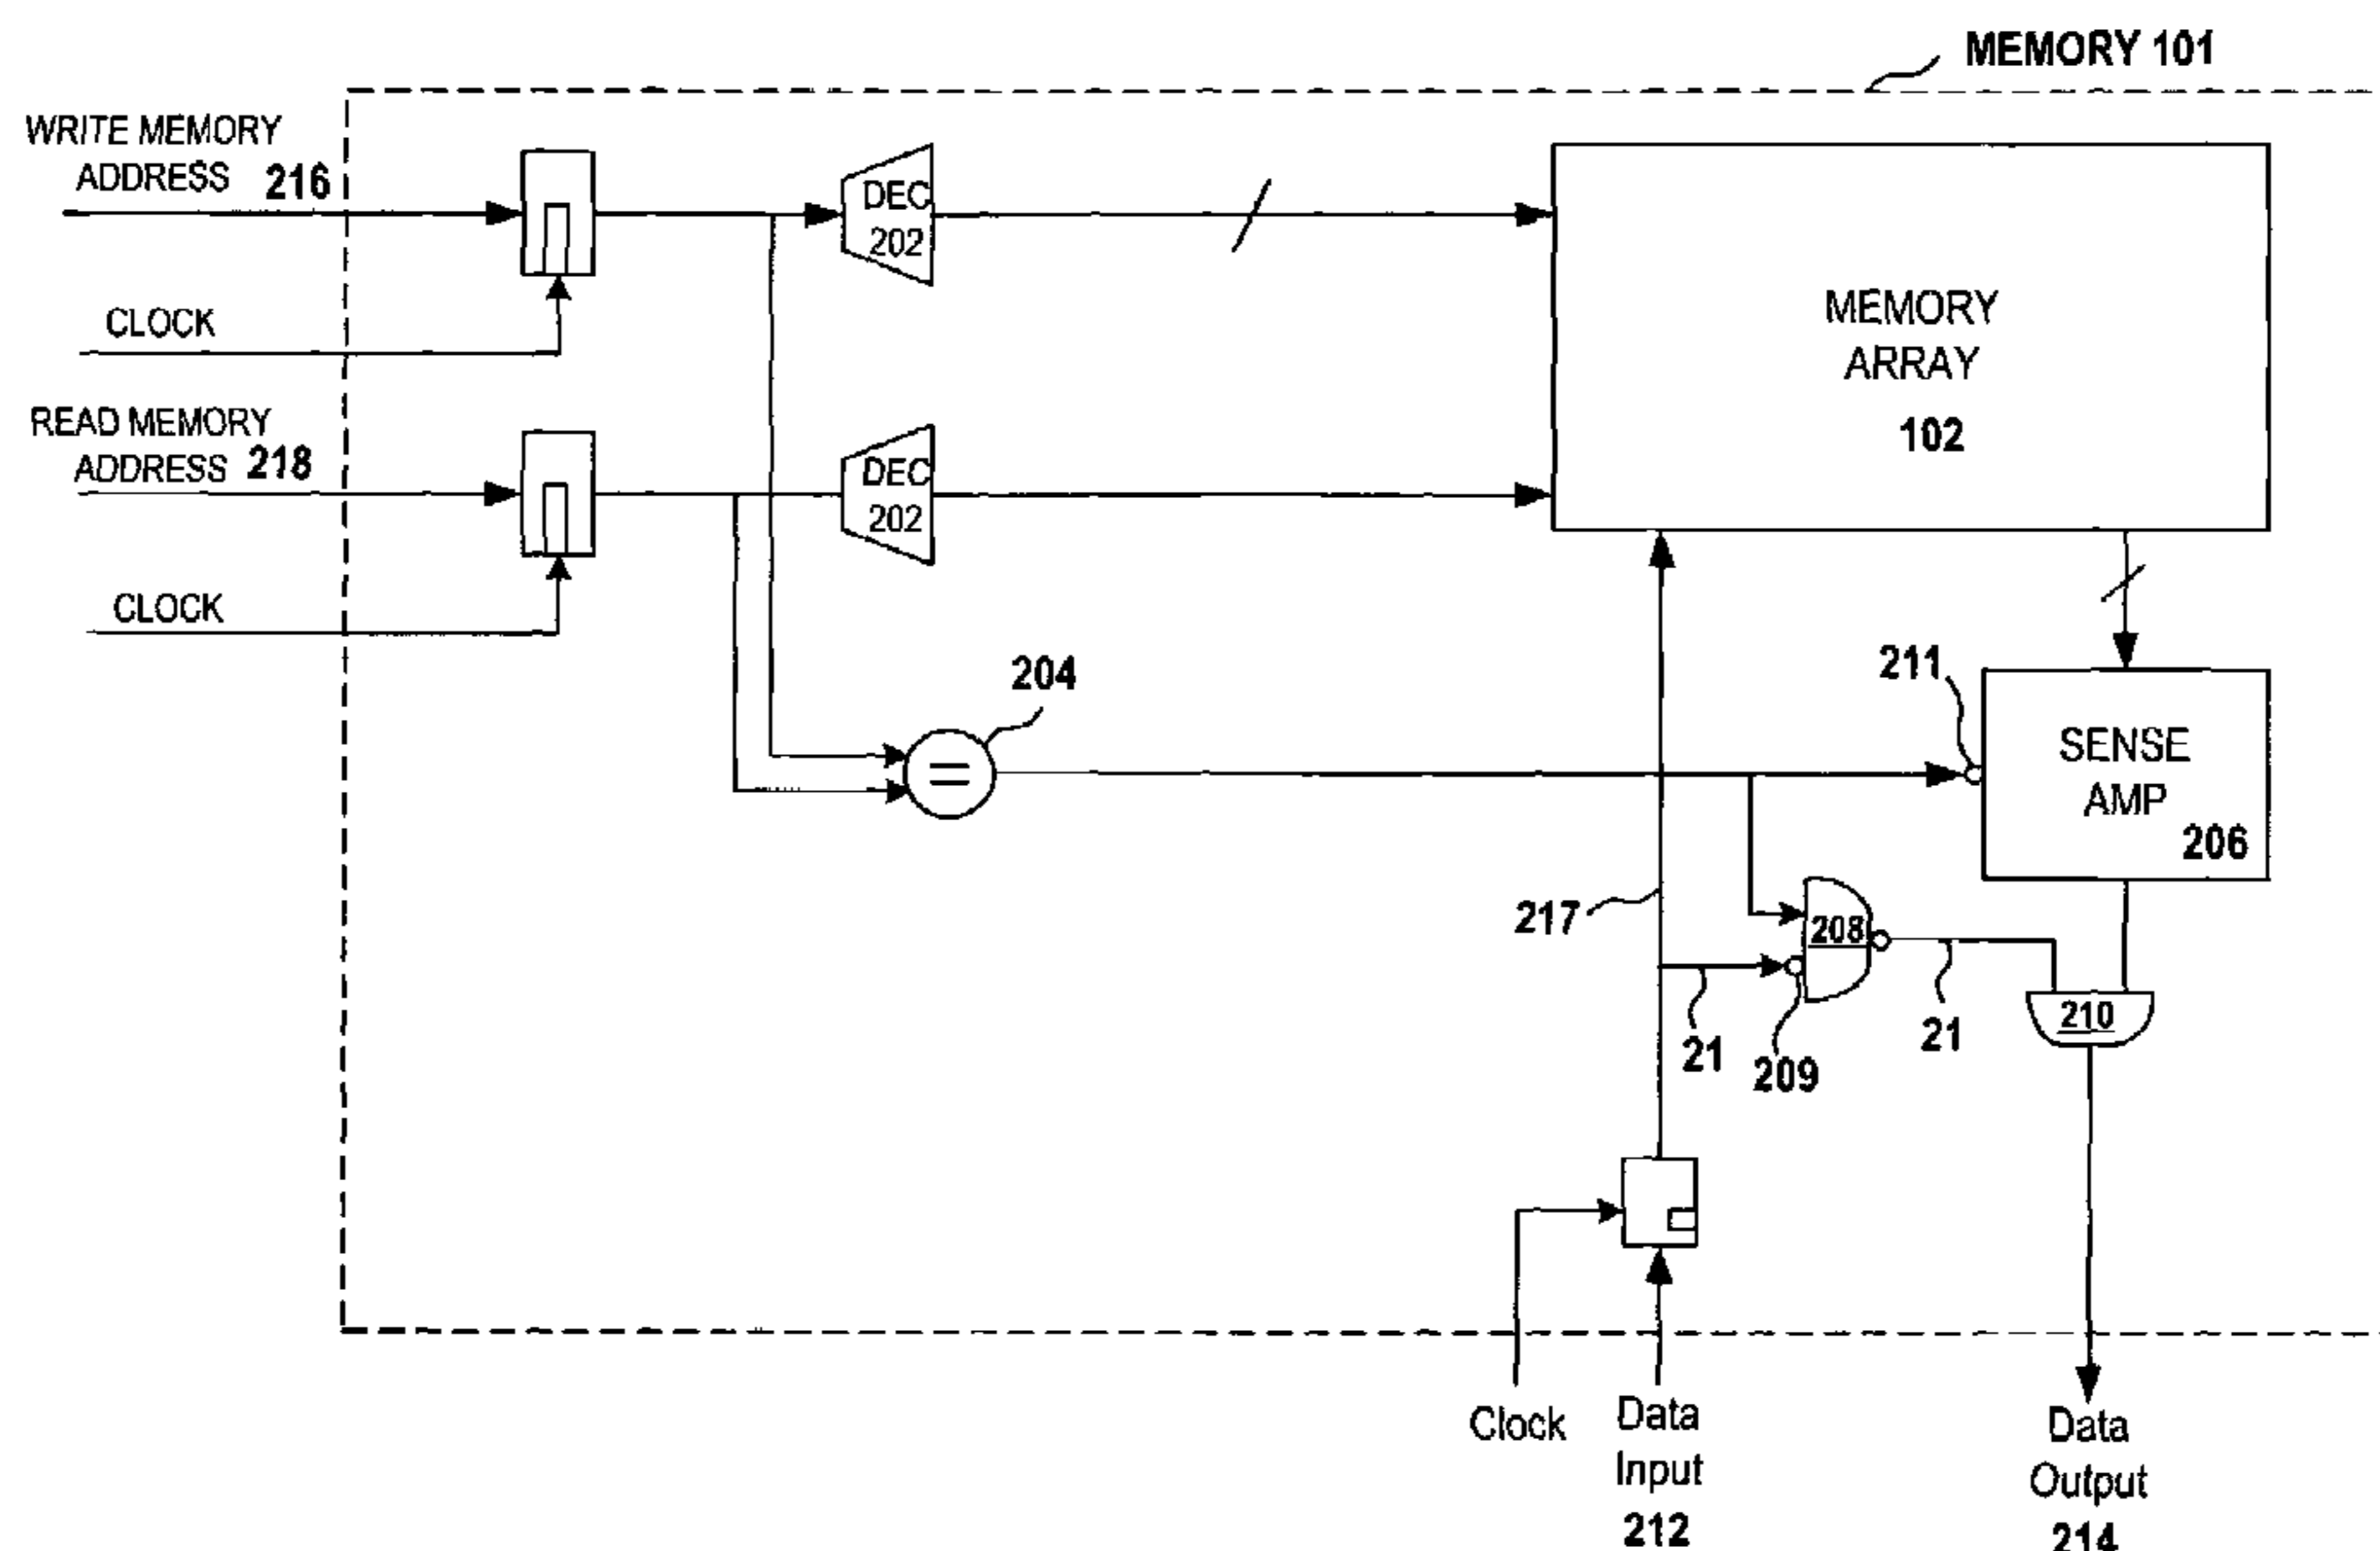 MEMORY 101
WRITE MEMORY
ADDRESS 216
CLOCK
READ MEMORY
ADDRESS 218
CLOCK
DEC
202
DEC
202
MEMORY
ARRAY
102
204
=
211
SENSE
AMP
206
217
208
21
209
21
210
Clock
Data
Input
212
Data
Output
214